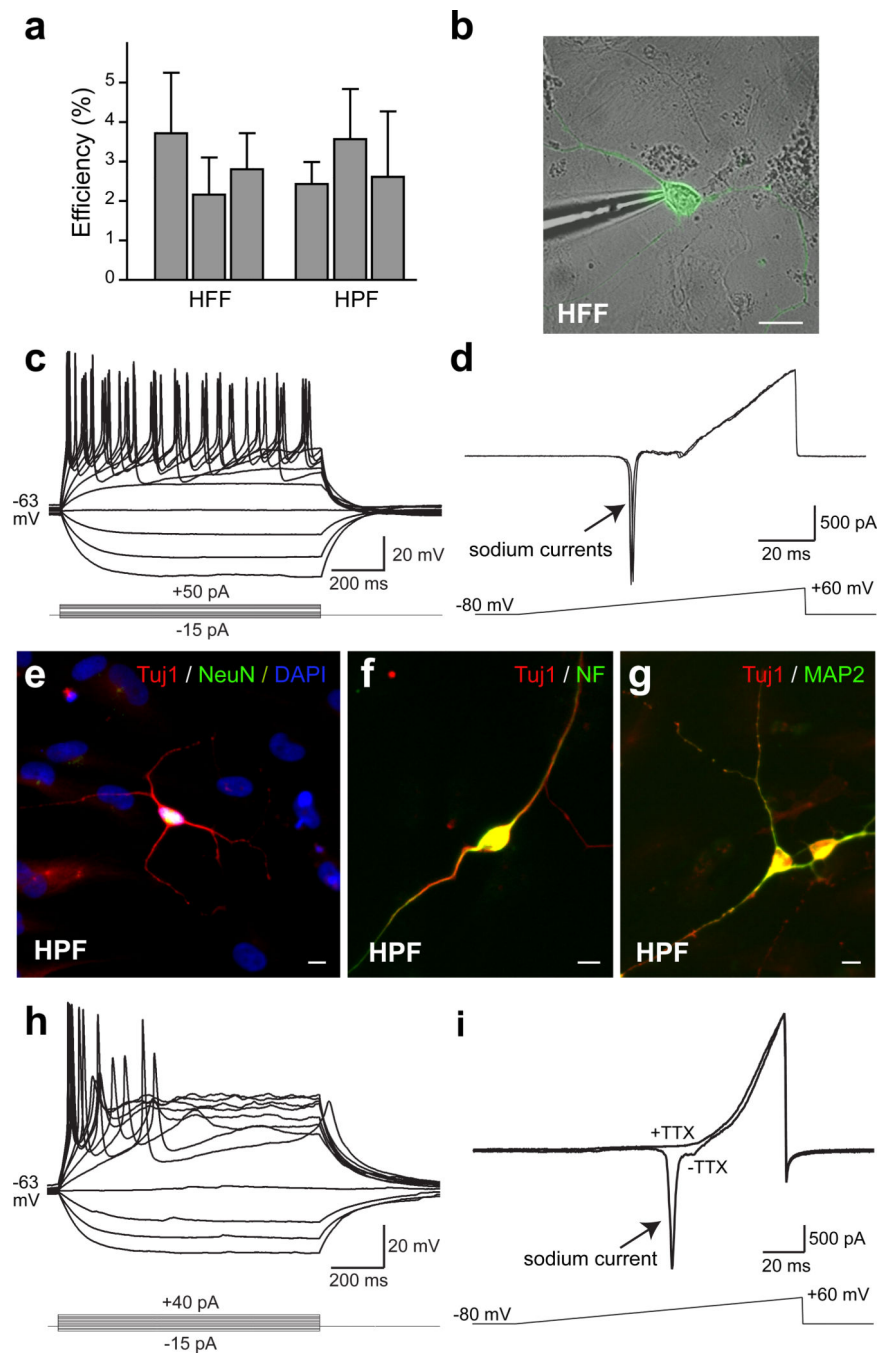 a
Efficiency (%)
5
4
3
2
1
0
HFF
HPF
b
HFF
c
-63
mV
20 mV
200 ms
+50 pA
-15 pA
d
sodium currents
500 pA
20 ms
-80 mV
+60 mV
e
Tuj1 / NeuN / DAPI
HPF
f
Tuj1 / NF
HPF
g
Tuj1 / MAP2
HPF
h
-63
mV
20 mV
200 ms
+40 pA
-15 pA
i
+TTX
-TTX
sodium current
500 pA
20 ms
-80 mV
+60 mV